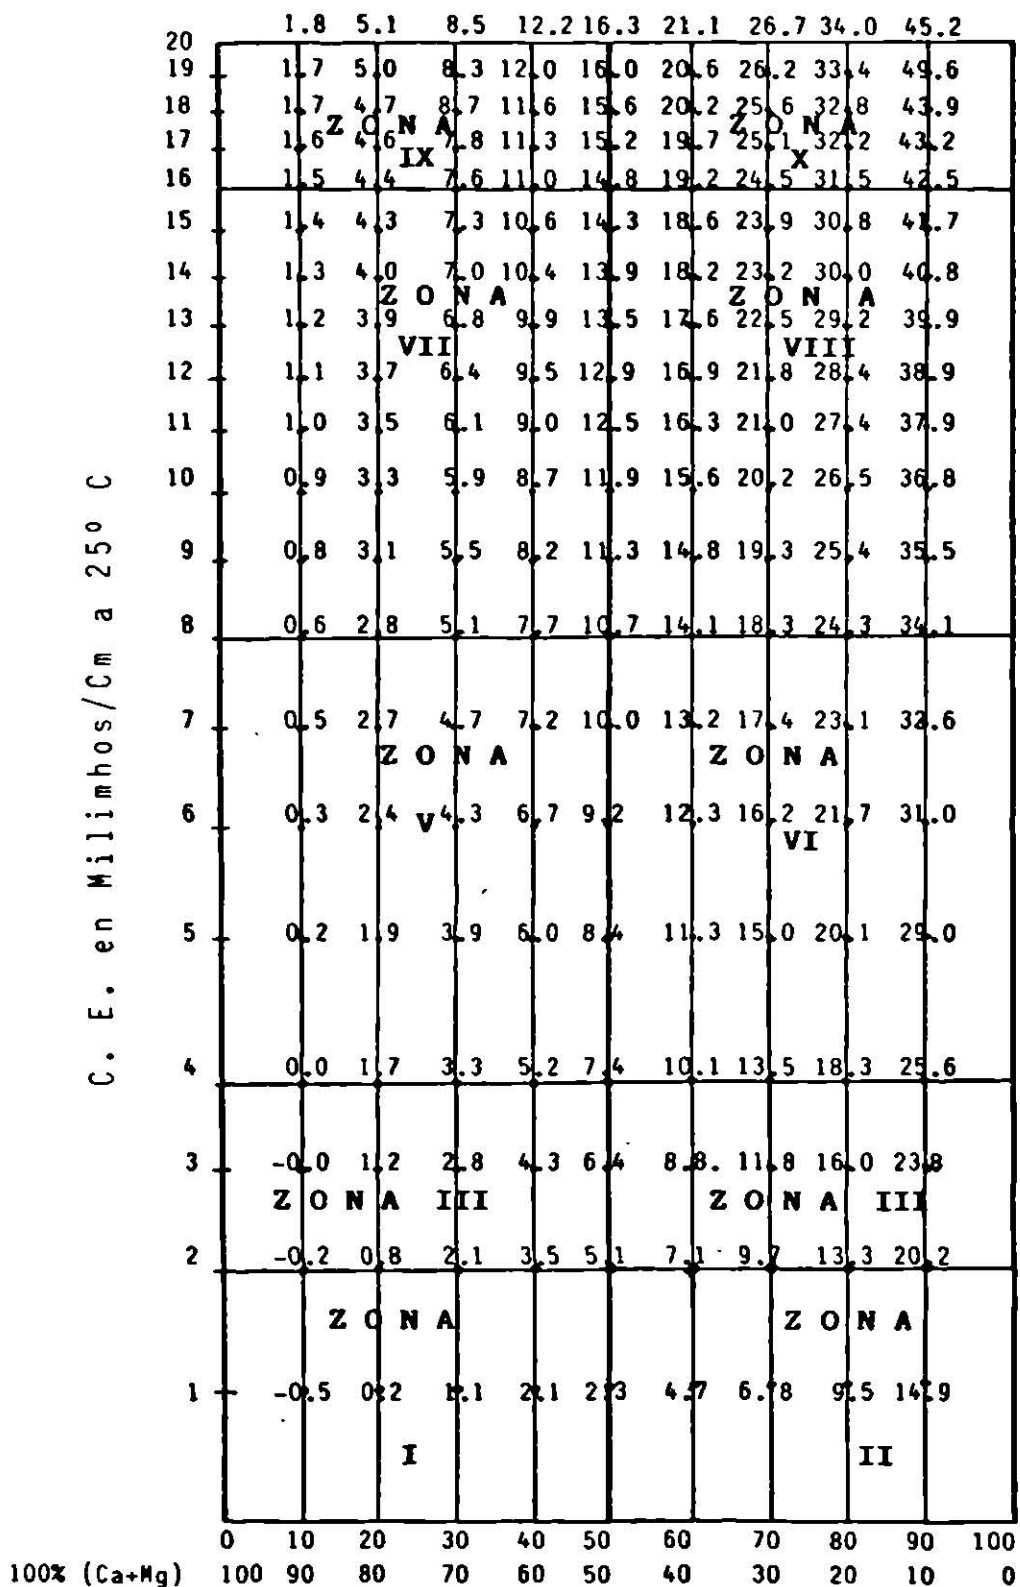 1.8 5.1 8.5 12.2 16.3 21.1 26.7 34.0 45.2
20
19 1.7 5.0 8.3 12.0 16.0 20.6 26.2 33.4 49.6
18 1.7 4.7 8.7 11.6 15.6 20.2 25.6 32.8 43.9
ZONA ZONA
17 1.6 4.6 7.8 11.3 15.2 19.7 25.1 32.2 43.2
IX X
16 1.5 4.4 7.6 11.0 14.8 19.2 24.5 31.5 42.5
15 1.4 4.3 7.3 10.6 14.3 18.6 23.9 30.8 41.7
14 1.3 4.0 7.0 10.4 13.9 18.2 23.2 30.0 40.8
ZONA ZONA
13 1.2 3.9 6.8 9.9 13.5 17.6 22.5 29.2 39.9
VII VIII
12 1.1 3.7 6.4 9.5 12.9 16.9 21.8 28.4 38.9
11 1.0 3.5 6.1 9.0 12.5 16.3 21.0 27.4 37.9
10 0.9 3.3 5.9 8.7 11.9 15.6 20.2 26.5 36.8
9 0.8 3.1 5.5 8.2 11.3 14.8 19.3 25.4 35.5
8 0.6 2.8 5.1 7.7 10.7 14.1 18.3 24.3 34.1
7 0.5 2.7 4.7 7.2 10.0 13.2 17.4 23.1 32.6
ZONA ZONA
6 0.3 2.4 4.3 6.7 9.2 12.3 16.2 21.7 31.0
V VI
5 0.2 1.9 3.9 6.0 8.4 11.3 15.0 20.1 29.0
4 0.0 1.7 3.3 5.2 7.4 10.1 13.5 18.3 25.6
3 -0.0 1.2 2.8 4.3 6.4 8.8. 11.8 16.0 23.8
ZONA III ZONA III
2 -0.2 0.8 2.1 3.5 5.1 7.1 9.7 13.3 20.2
ZONA ZONA
1 -0.5 0.2 1.1 2.1 2.3 4.7 6.8 9.5 14.9
I II
0 10 20 30 40 50 60 70 80 90 100
100% (Ca+Mg) 100 90 80 70 60 50 40 30 20 10 0
C. E. en Milimhos/Cm a 25º C